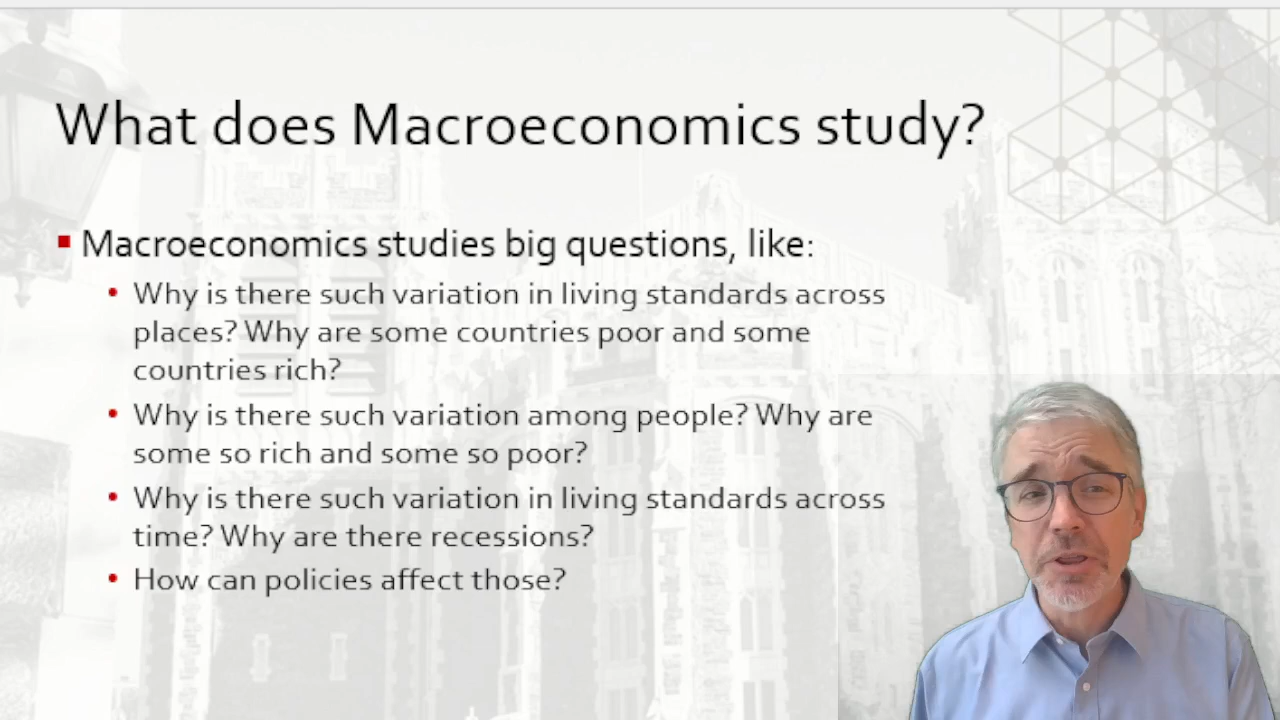 What does Macroeconomics study?
Macroeconomics studies big questions, like:
Why is there such variation in living standards across
places? Why are some countries poor and some
countries rich?
Why is there such variation among people? Why are
some so rich and some so poor?
Why is there such variation in living standards across
time? Why are there recessions?
How can policies affect those?